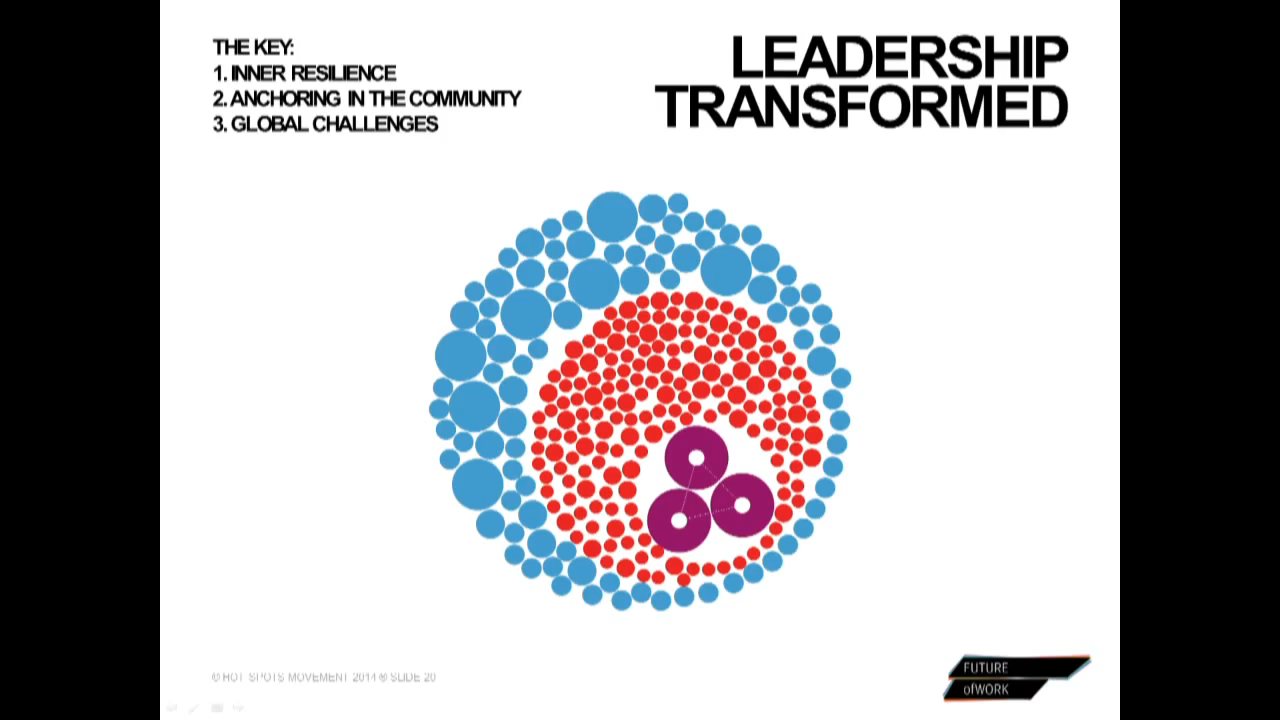 THE KEY:
1. INNER RESILIENCE
2. ANCHORING IN THE COMMUNITY
3. GLOBAL CHALLENGES
LEADERSHIP
TRANSFORMED
© HOT SPOTS MOVEMENT 2014 ® SLIDE 20
FUTURE
ofWORK